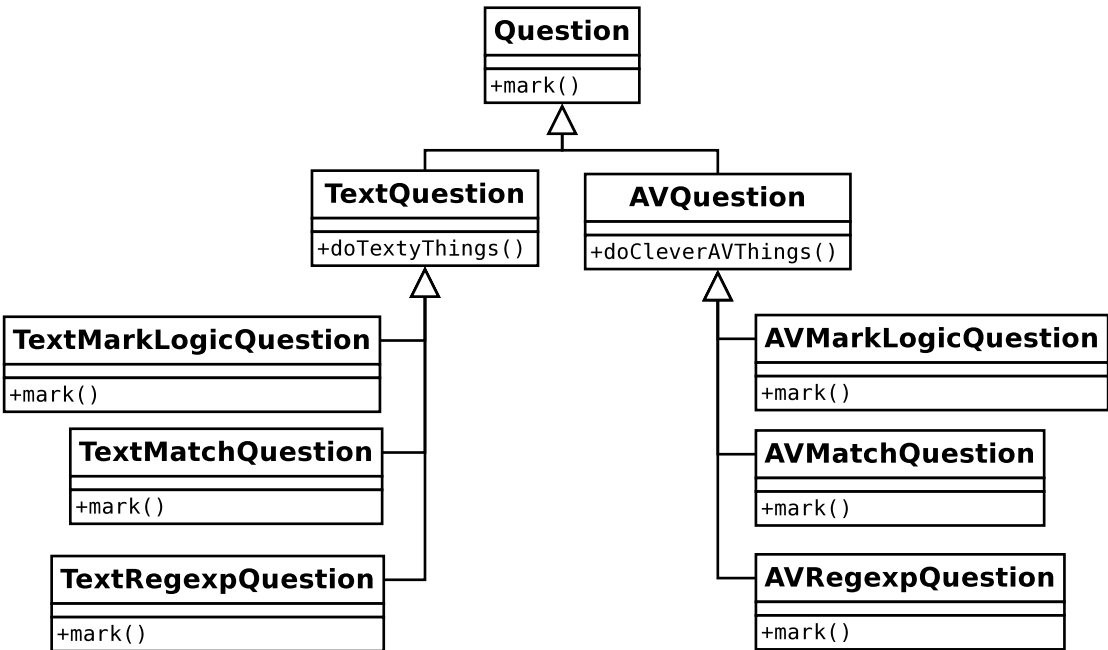 Question
+mark()
TextQuestion
+doTextyThings()
AVQuestion
+doCleverAVThings()
TextMarkLogicQuestion
+mark()
TextMatchQuestion
+mark()
TextRegexpQuestion
+mark()
AVMarkLogicQuestion
+mark()
AVMatchQuestion
+mark()
AVRegexpQuestion
+mark()